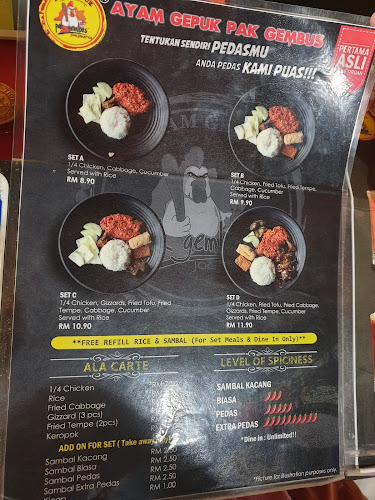 AYAM GEPUK PAK GEMBUS
TENTUKAN SENDIRI PEDASMU
ANDA PEDAS KAMI PUAS!!!
PERTAMA
ASLI
SET A
1/4 Chicken, Cabbage, Cucumber
Served with Rice
RM 8.90
SET B
1/4 Chicken, Fried Tofu, Fried Tempe,
Cabbage, Cucumber
Served with Rice
RM 9.90
SET C
1/4 Chicken, Gizzards, Fried Tofu, Fried
Tempe, Cabbage, Cucumber
Served with Rice
RM 10.90
SET D
1/4 Chicken, Fried Tofu, Fried Cabbage,
Gizzards, Fried Tempe, Cucumber
Served with Rice
RM 11.90
**FREE REFILL RICE & SAMBAL (For Set Meals & Dine In Only)**
ALA CARTE
1/4 Chicken
Rice
Fried Cabbage
Gizzard (3 pcs)
Fried Tempe (2pcs)
Keropok
ADD ON FOR SET ( Take away
Sambal Kacang RM 2.50
Sambal Biasa RM 2.50
Sambal Pedas RM 2.50
Sambal Extra Pedas RM 1.00
LEVEL OF SPICINESS
SAMBAL KACANG
BIASA
PEDAS
EXTRA PEDAS
*Dine in : Unlimited!!
*Picture for illustration purposes only.